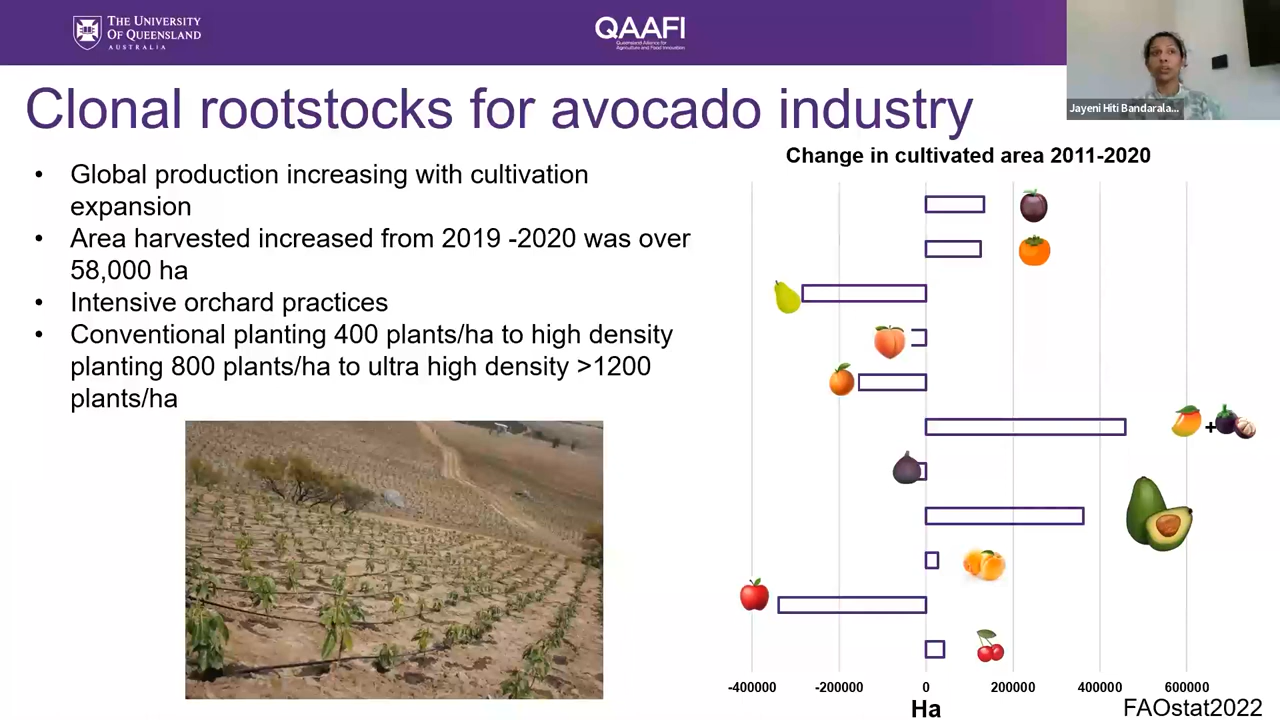 THE UNIVERSITY
OF QUEENSLAND
AUSTRALIA
QAAFI
Queensland Alliance for
Agriculture and Food Innovation
Jayeni Hiti Bandarala...
Clonal rootstocks for avocado industry
• Global production increasing with cultivation
expansion
• Area harvested increased from 2019 -2020 was over
58,000 ha
• Intensive orchard practices
• Conventional planting 400 plants/ha to high density
planting 800 plants/ha to ultra high density >1200
plants/ha
Change in cultivated area 2011-2020
+
-400000 -200000 0 200000 400000 600000
Ha
FAOstat2022